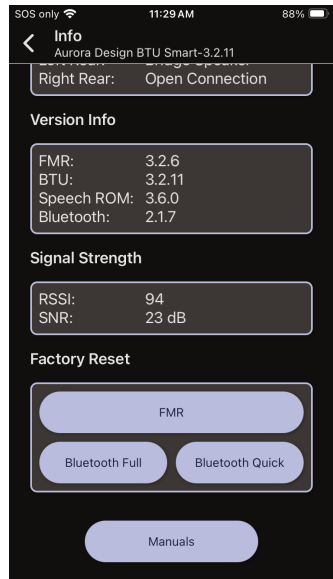 SOS only 11:29 AM 88%
Info
Aurora Design BTU Smart-3.2.11
Right Rear: Open Connection
Version Info
FMR: 3.2.6
BTU: 3.2.11
Speech ROM: 3.6.0
Bluetooth: 2.1.7
Signal Strength
RSSI: 94
SNR: 23 dB
Factory Reset
FMR
Bluetooth Full Bluetooth Quick
Manuals